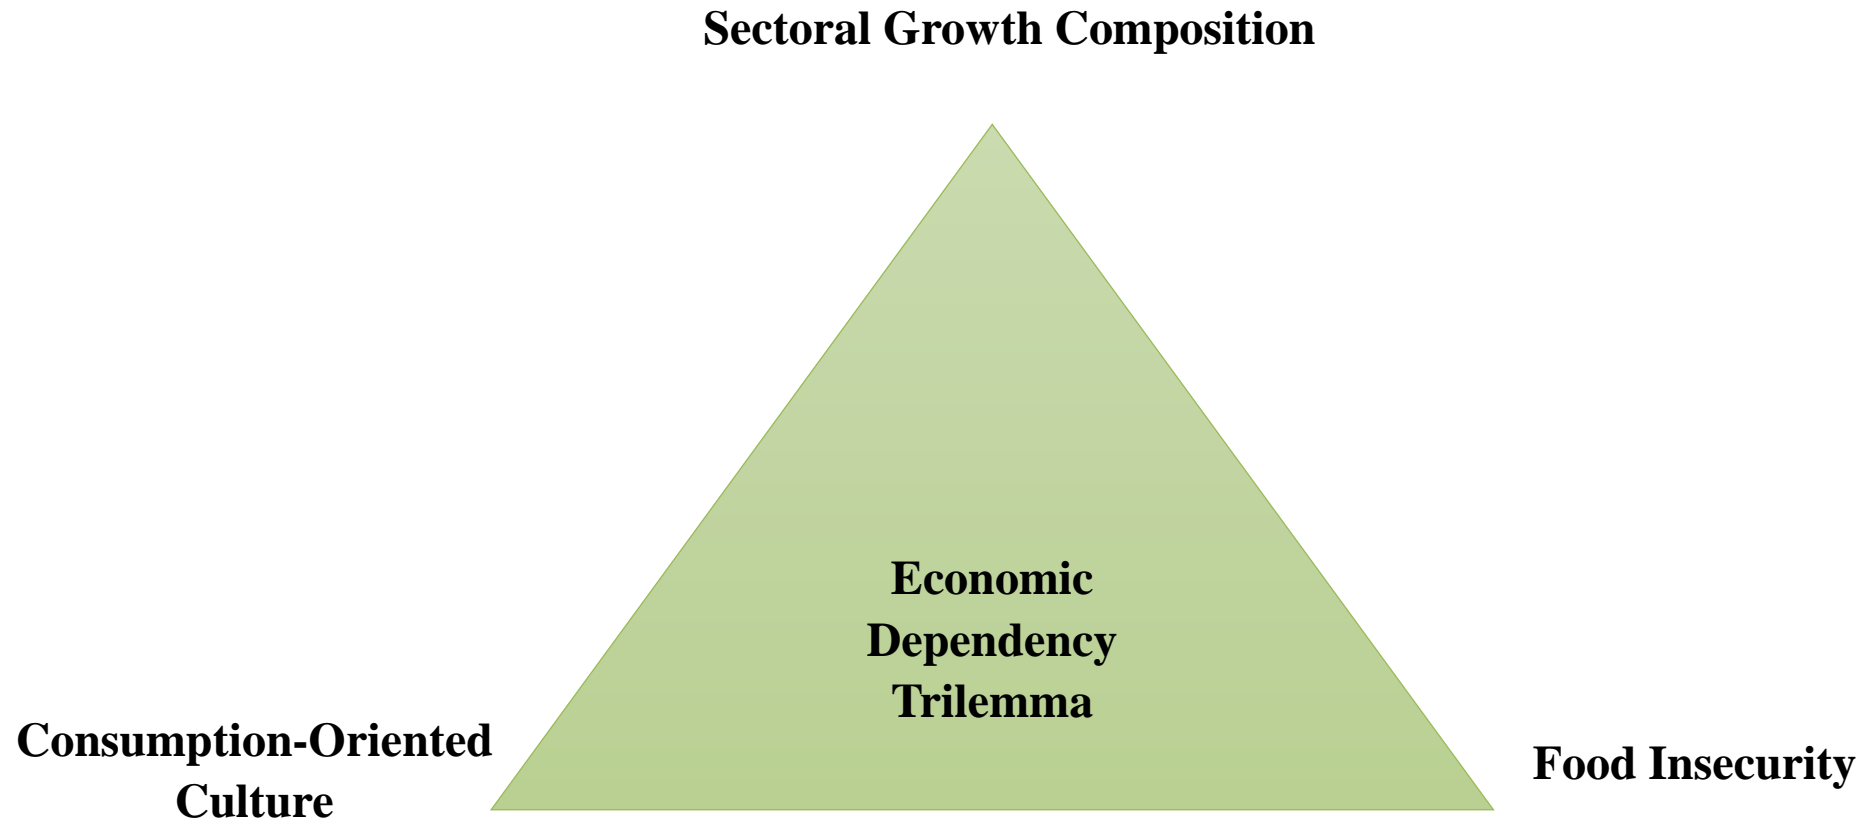 Sectoral Growth Composition
Economic
Dependency
Trilemma
Consumption-Oriented
Culture
Food Insecurity